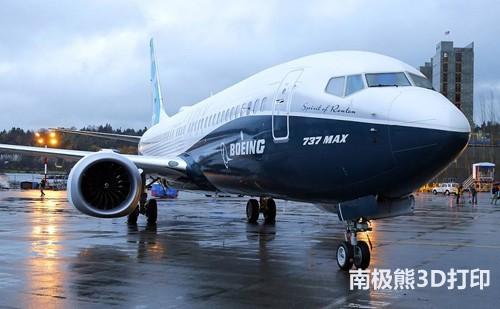 Spirit of Renton
737 MAX
BOEING
南极熊3D打印